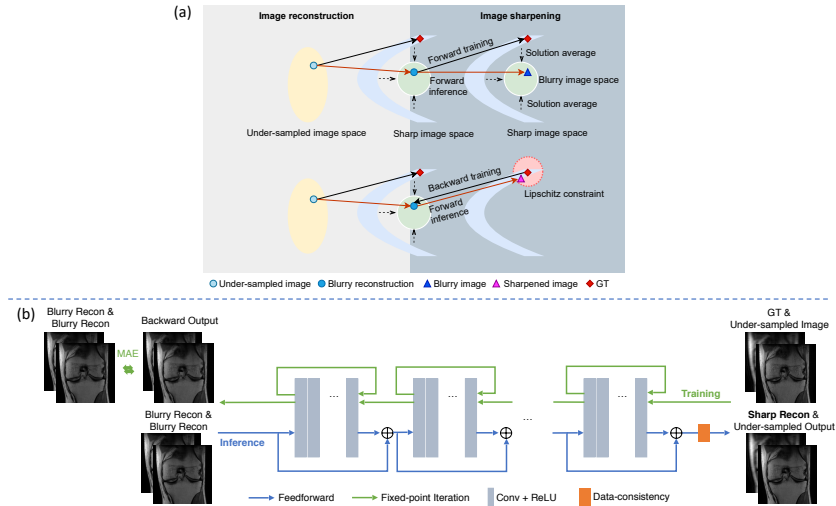 (a)
Image reconstruction
Image sharpening
Forward training
Solution average
Forward
inference
Blurry image space
Solution average
Under-sampled image space
Sharp image space
Sharp image space
Backward training
Forward
inference
Lipschitz constraint
Under-sampled image
Blurry reconstruction
Blurry image
Sharpened image
GT
(b)
Blurry Recon &
Blurry Recon
Backward Output
GT &
Under-sampled Image
MAE
...
...
...
...
Training
Blurry Recon &
Blurry Recon
Inference
Sharp Recon &
Under-sampled Output
Feedforward
Fixed-point Iteration
Conv + ReLU
Data-consistency